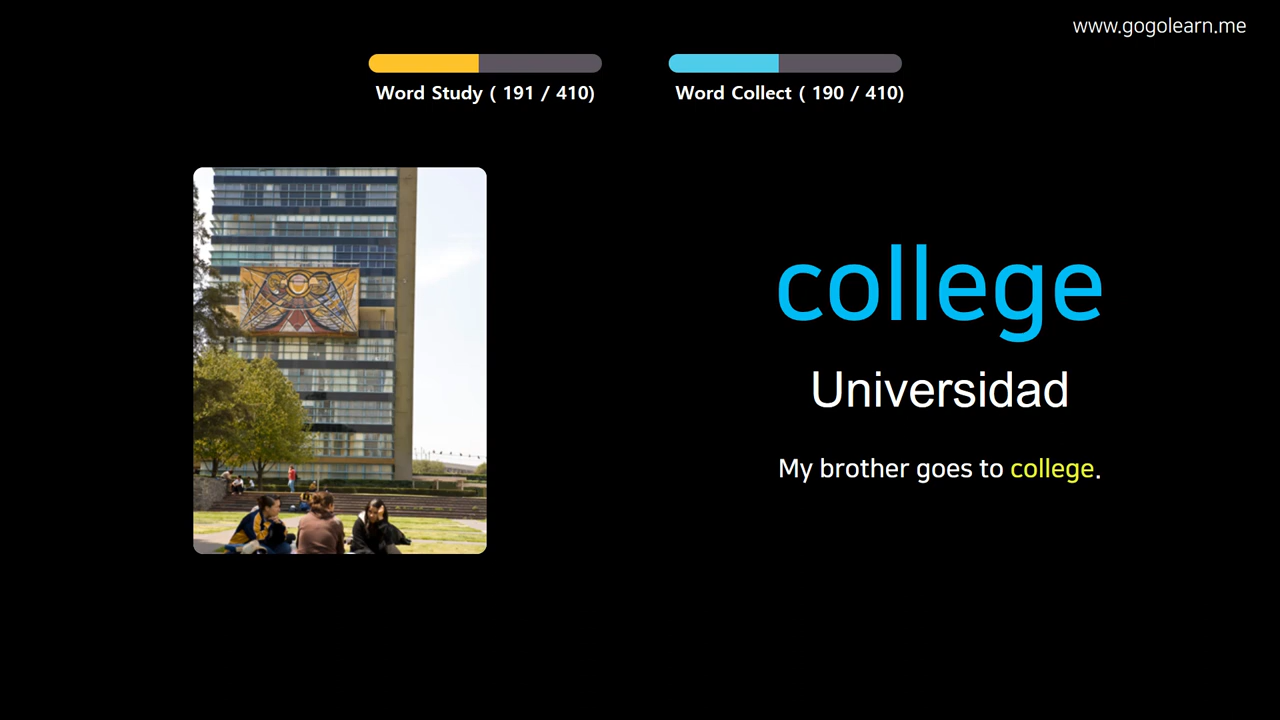 www.gogolearn.me
Word Study ( 191 / 410)
Word Collect ( 190 / 410)
college
Universidad
My brother goes to college.